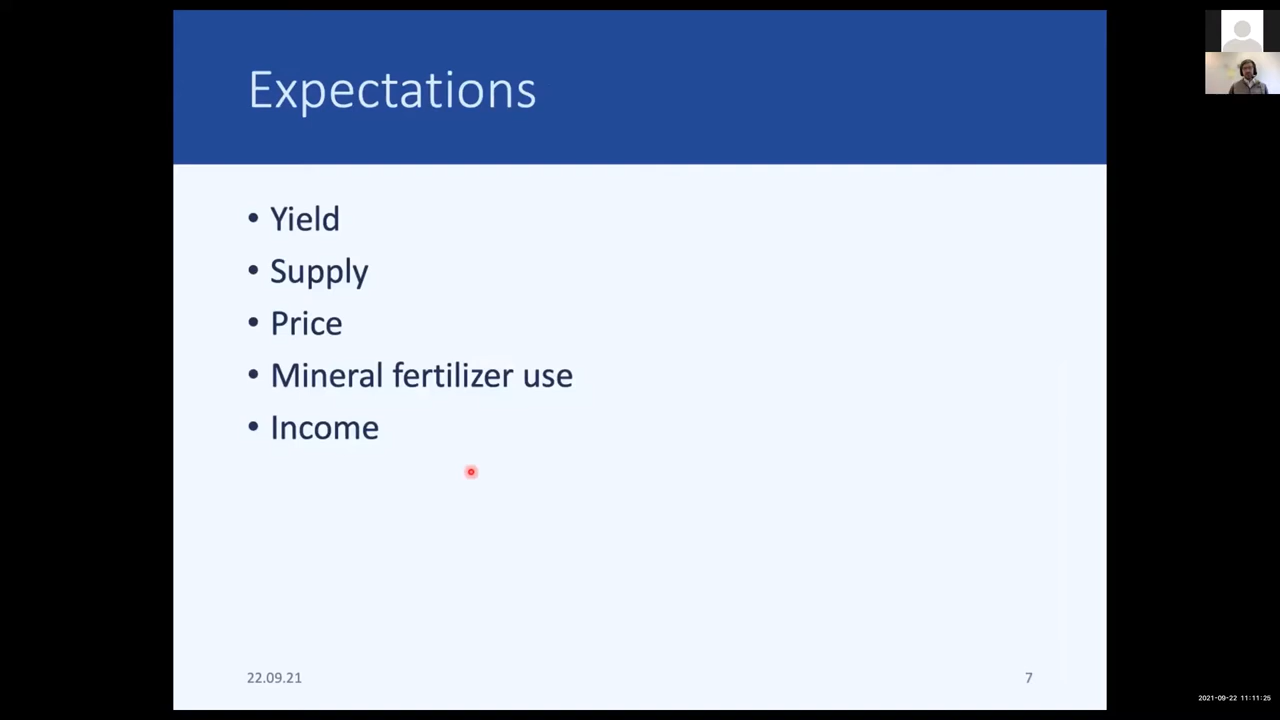 Expectations
• Yield
• Supply
• Price
• Mineral fertilizer use
• Income
22.09.21
7
2021-09-22 11:11:25